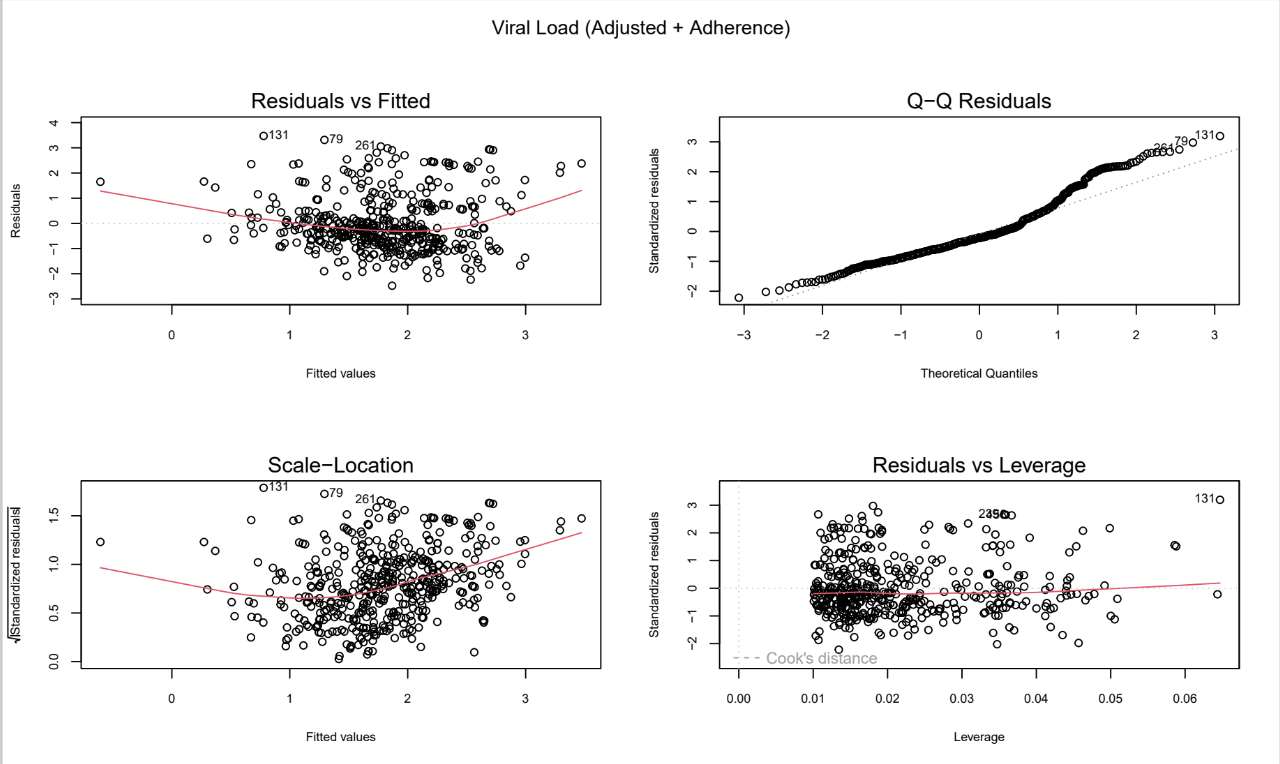 Viral Load (Adjusted + Adherence)
Residuals vs Fitted
Residuals
4
3
2
1
0
−1
−2
−3
131
79
261
0 1 2 3
Fitted values
Q−Q Residuals
Standardized residuals
3
2
1
0
−1
−2
131
79
261
−3 −2 −1 0 1 2 3
Theoretical Quantiles
Scale−Location
√|Standardized residuals|
1.5
1.0
0.5
0.0
131
79
261
0 1 2 3
Fitted values
Residuals vs Leverage
Standardized residuals
3
2
1
0
−1
−2
131
Cook's distance
0.00 0.01 0.02 0.03 0.04 0.05 0.06
Leverage